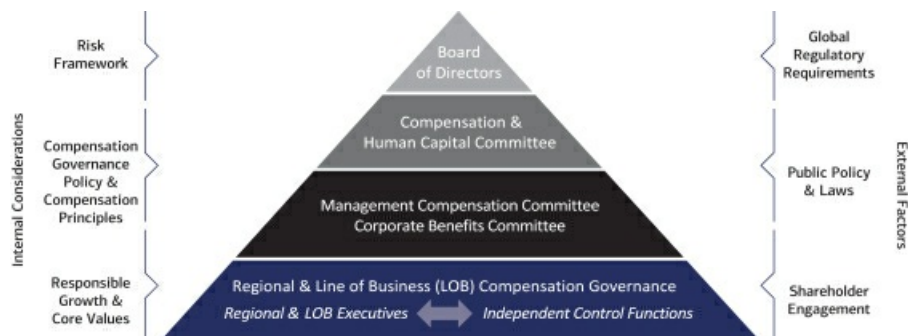 Internal Considerations
Risk
Framework
Compensation
Governance
Policy &
Compensation
Principles
Responsible
Growth &
Core Values
Board
of Directors
Compensation &
Human Capital Committee
Management Compensation Committee
Corporate Benefits Committee
Regional & Line of Business (LOB) Compensation Governance
Regional & LOB Executives
Independent Control Functions
Global
Regulatory
Requirements
Public Policy
& Laws
Shareholder
Engagement
External Factors